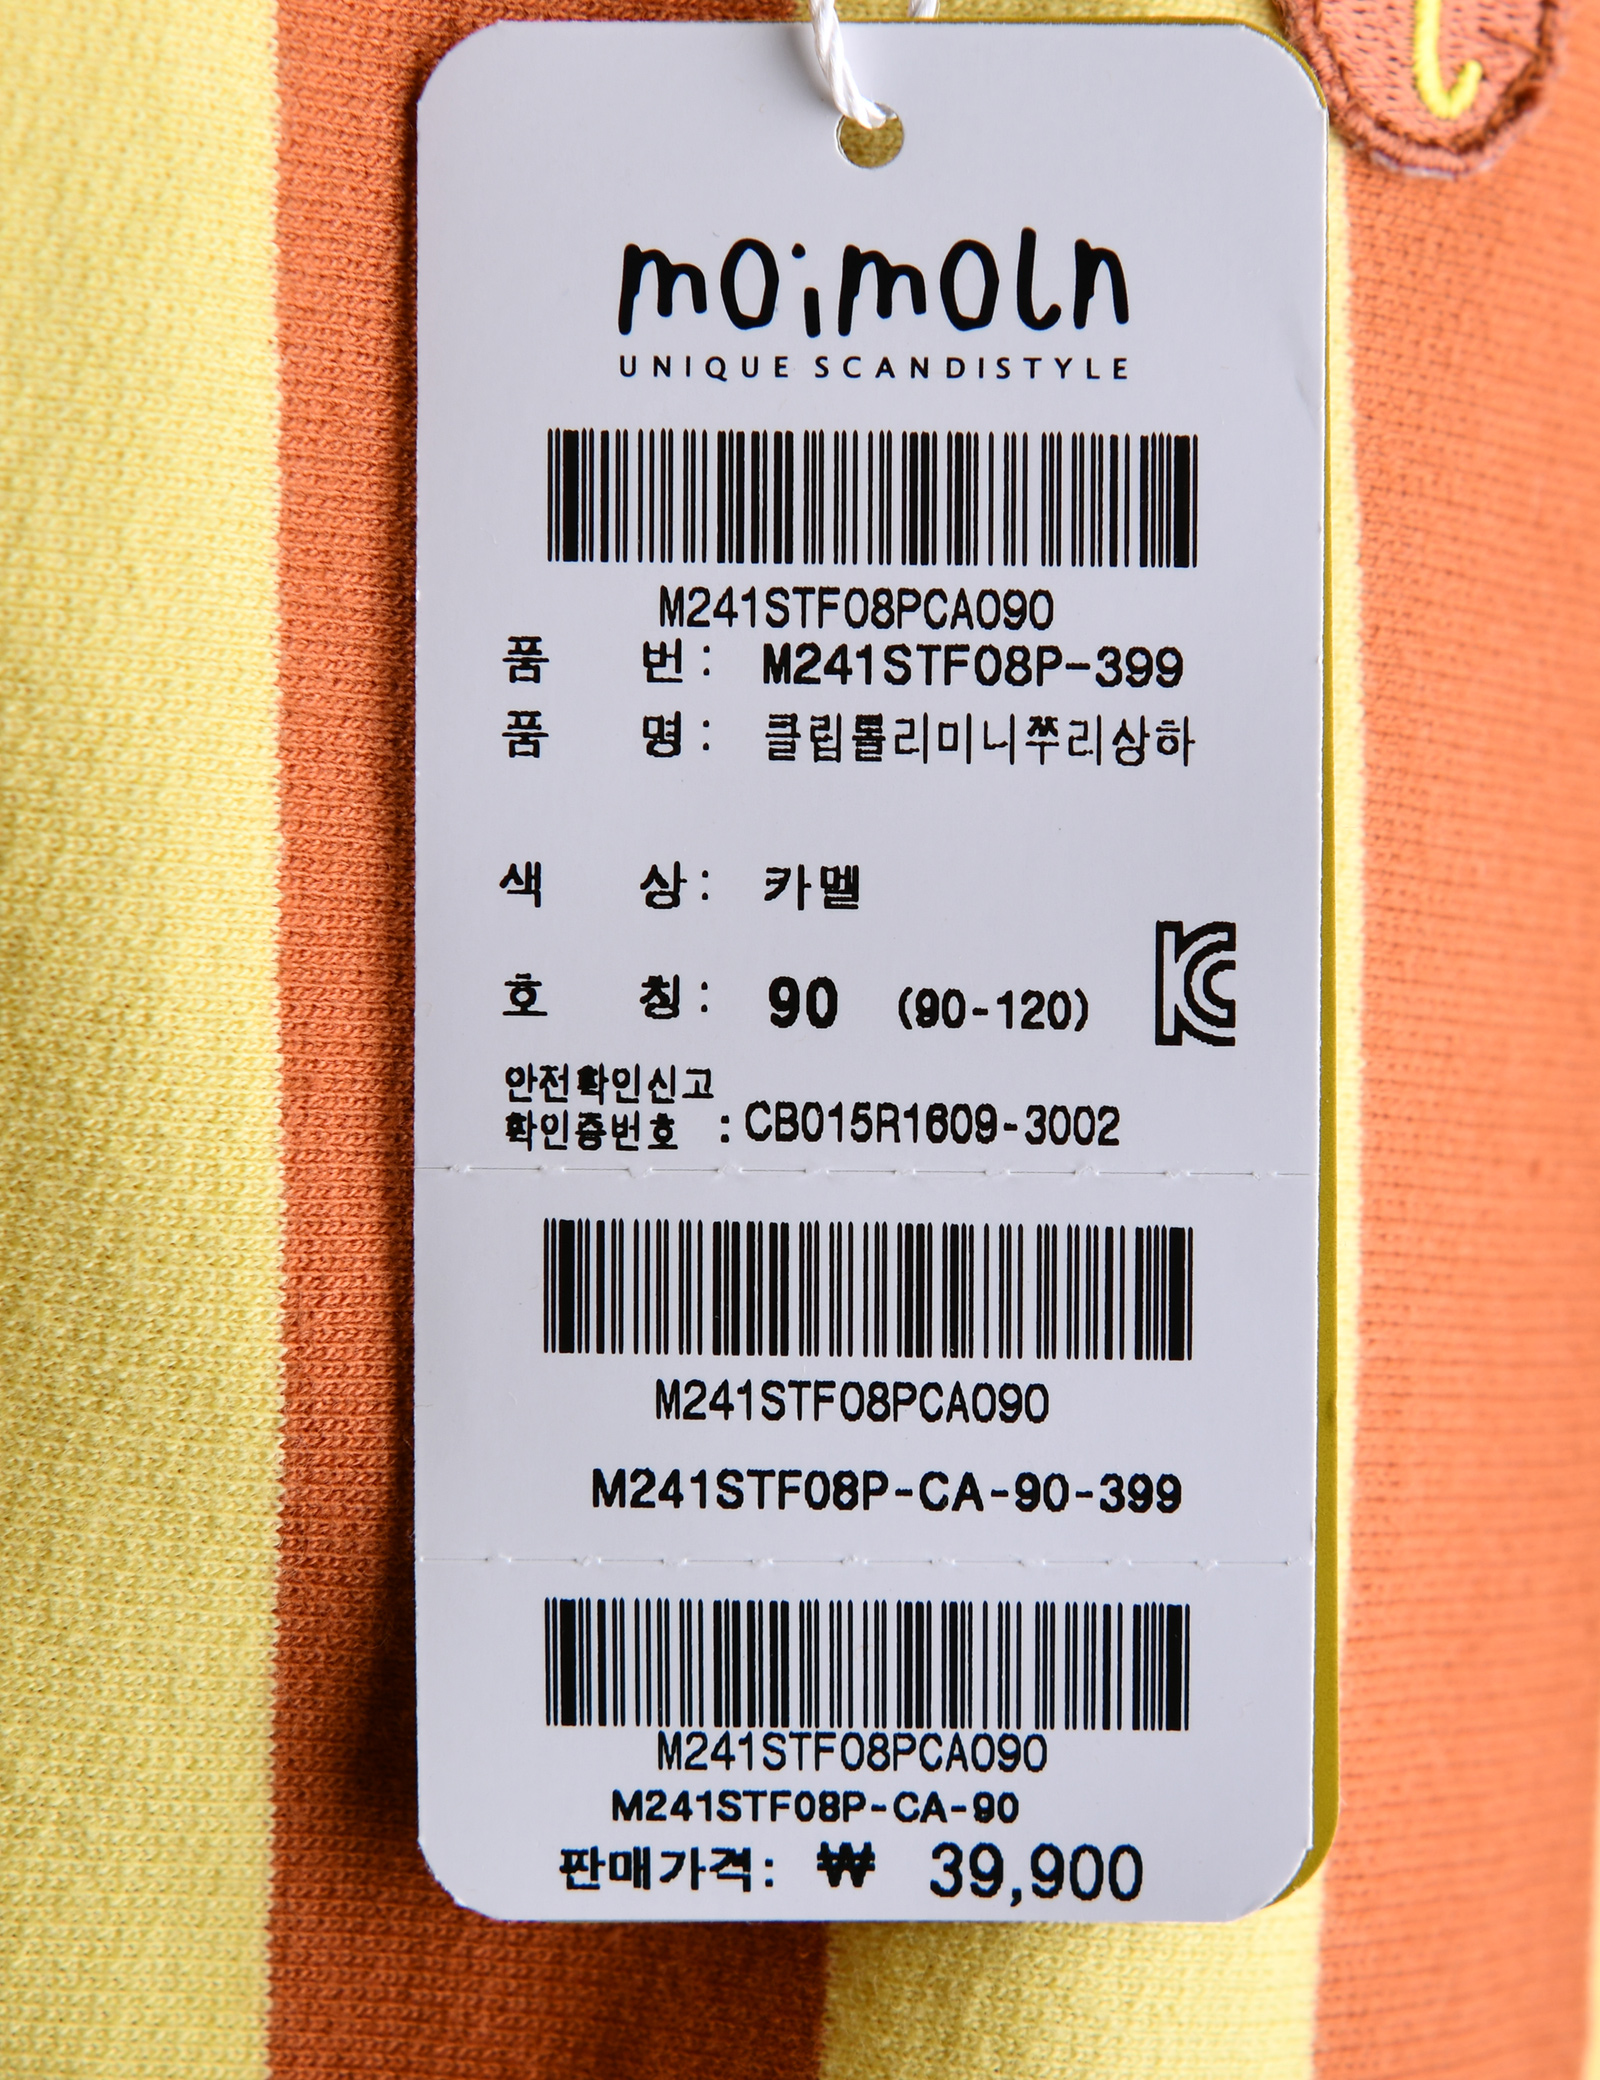 moimoln
UNIQUE SCANDISTYLE
M241STF08PCA090
품 번 : M241STF08P-399
품 명 : 클립롤리미니쭈리상하
색 상 : 카멜
호 칭 : 90 (90-120)
KC
안전확인신고
확인증번호 : CB015R1609-3002
M241STF08PCA090
M241STF08P-CA-90-399
M241STF08PCA090
M241STF08P-CA-90
판매가격: ₩ 39,900